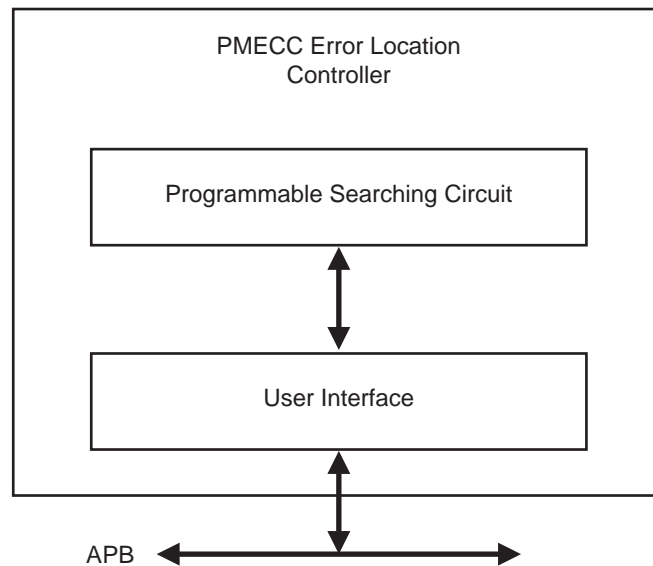 PMECC Error Location
Controller
Programmable Searching Circuit
User Interface
APB